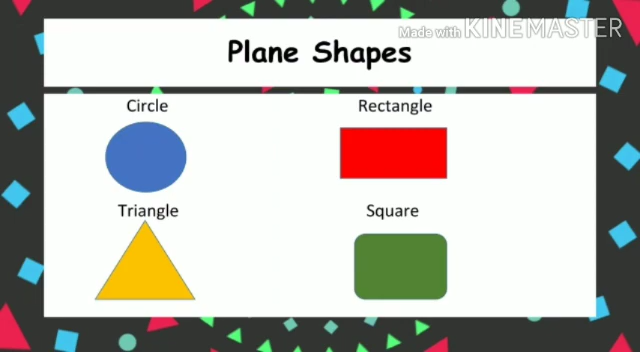 Made with KINEMASTER
Plane Shapes
Circle
Rectangle
Triangle
Square